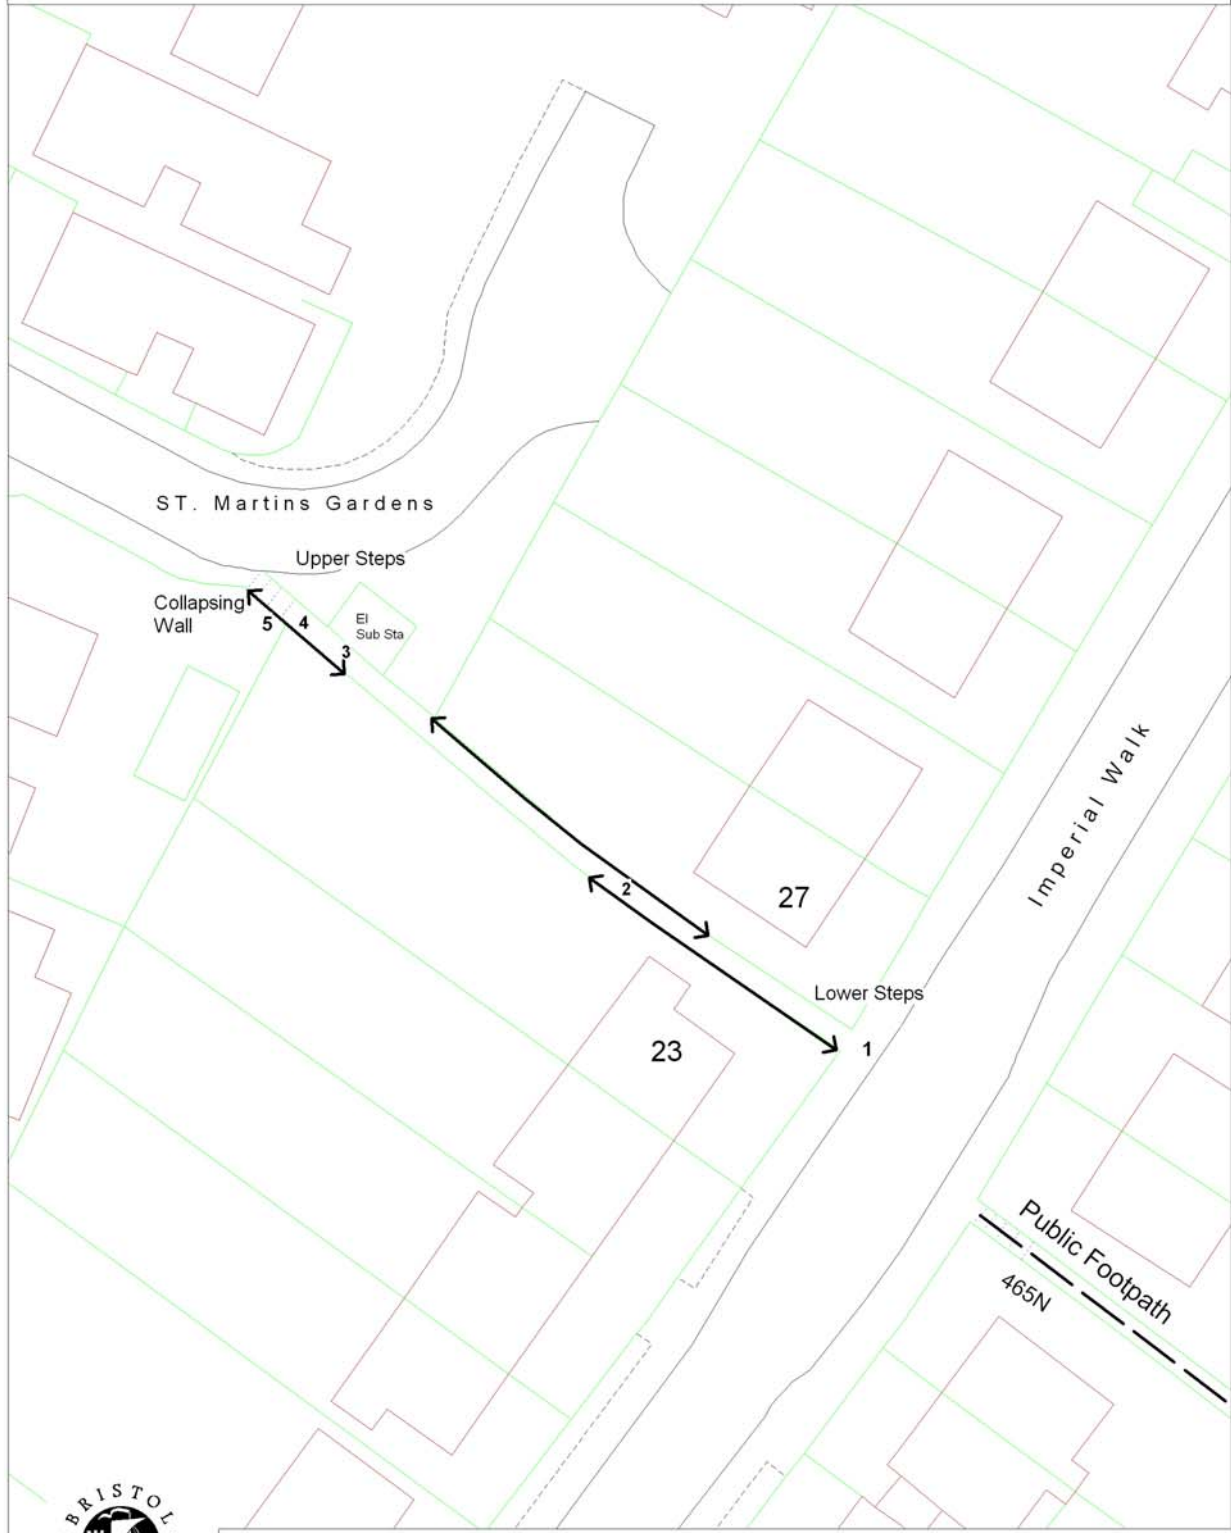 ST. Martins Gardens
Upper Steps
Collapsing
Wall
5
4
3
El
Sub Sta
2
27
Imperial Walk
Lower Steps
1
23
Public Footpath
465N
BRISTOL